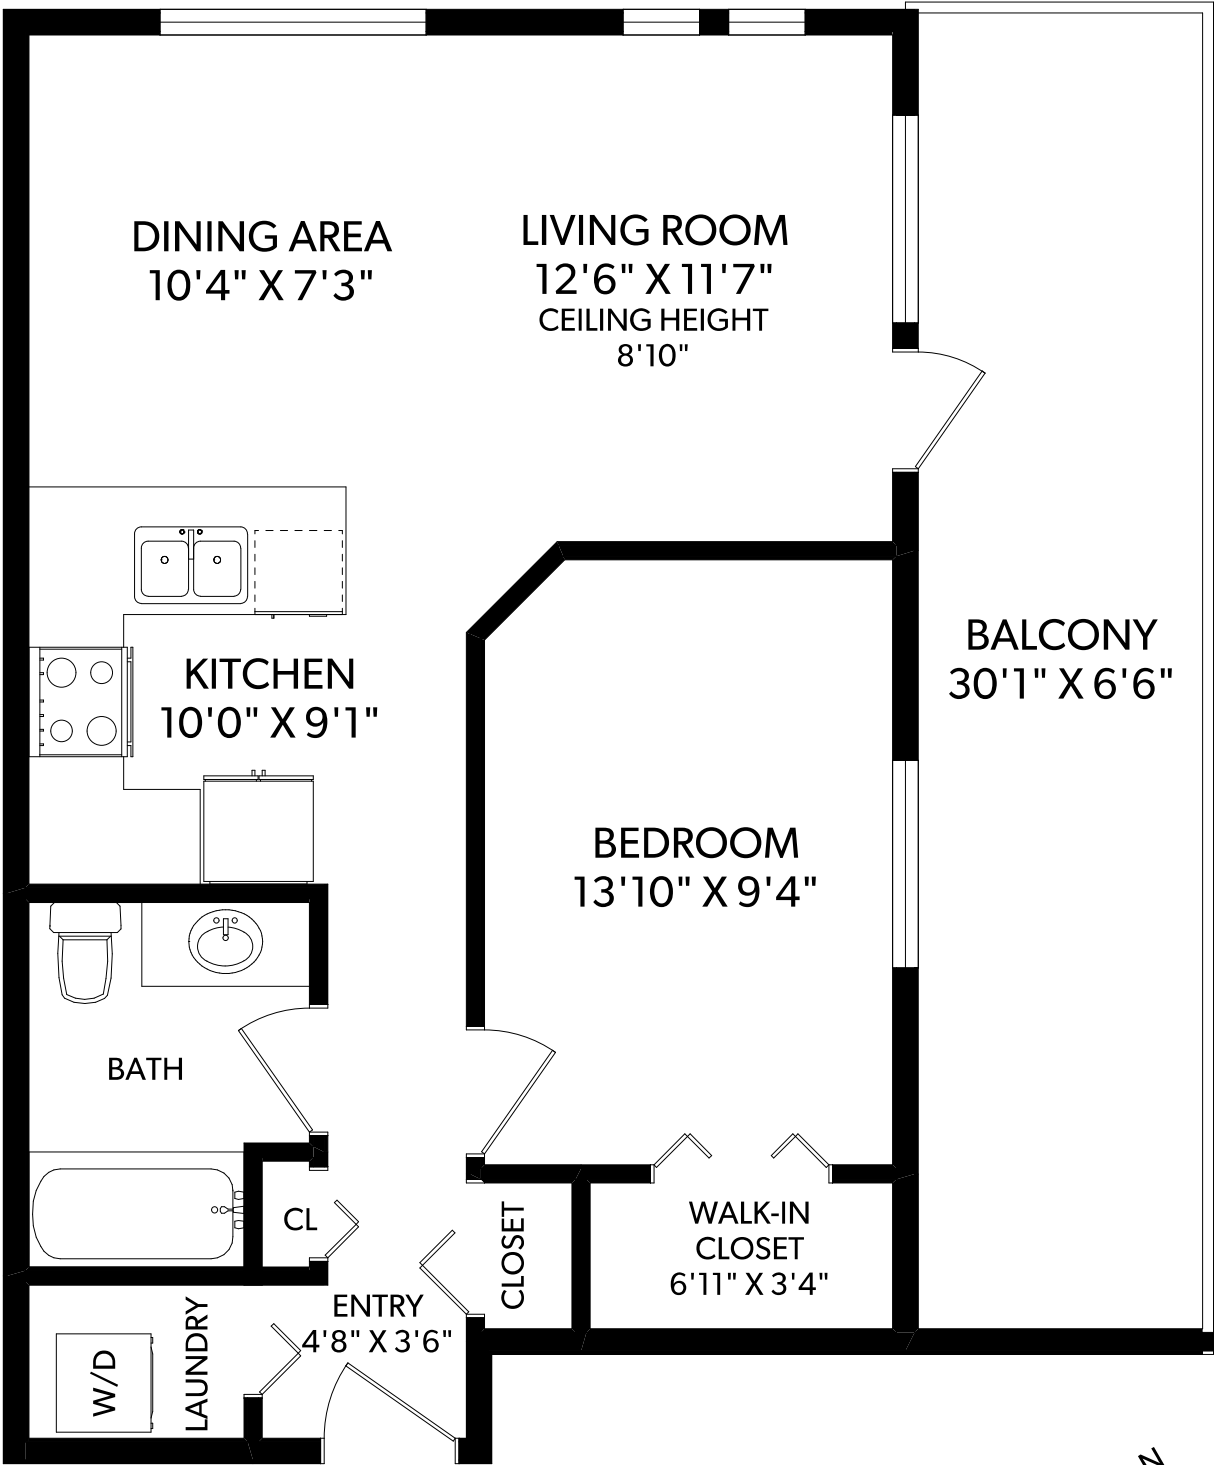 DINING AREA
10'4" X 7'3"
LIVING ROOM
12'6" X 11'7"
CEILING HEIGHT
8'10"
KITCHEN
10'0" X 9'1"
BALCONY
30'1" X 6'6"
BEDROOM
13'10" X 9'4"
BATH
CL
CLOSET
WALK-IN
CLOSET
6'11" X 3'4"
ENTRY
4'8" X 3'6"
LAUNDRY
W/D
N